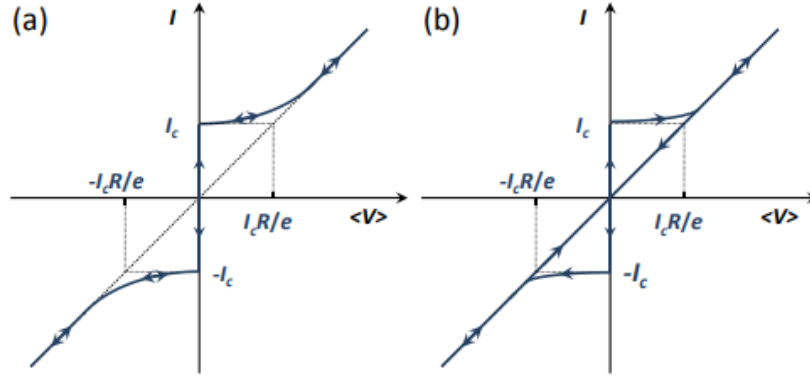 (a)
I
I_c
-I_cR/e
I_cR/e
<V>
-I_c
(b)
I
I_c
-I_cR/e
I_cR/e
<V>
-I_c